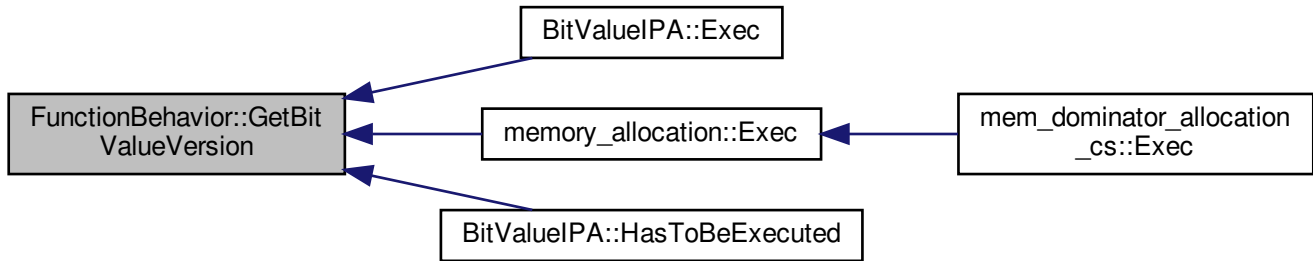 BitValueIPA::Exec
FunctionBehavior::GetBit
ValueVersion
memory_allocation::Exec
mem_dominator_allocation
_cs::Exec
BitValueIPA::HasToBeExecuted